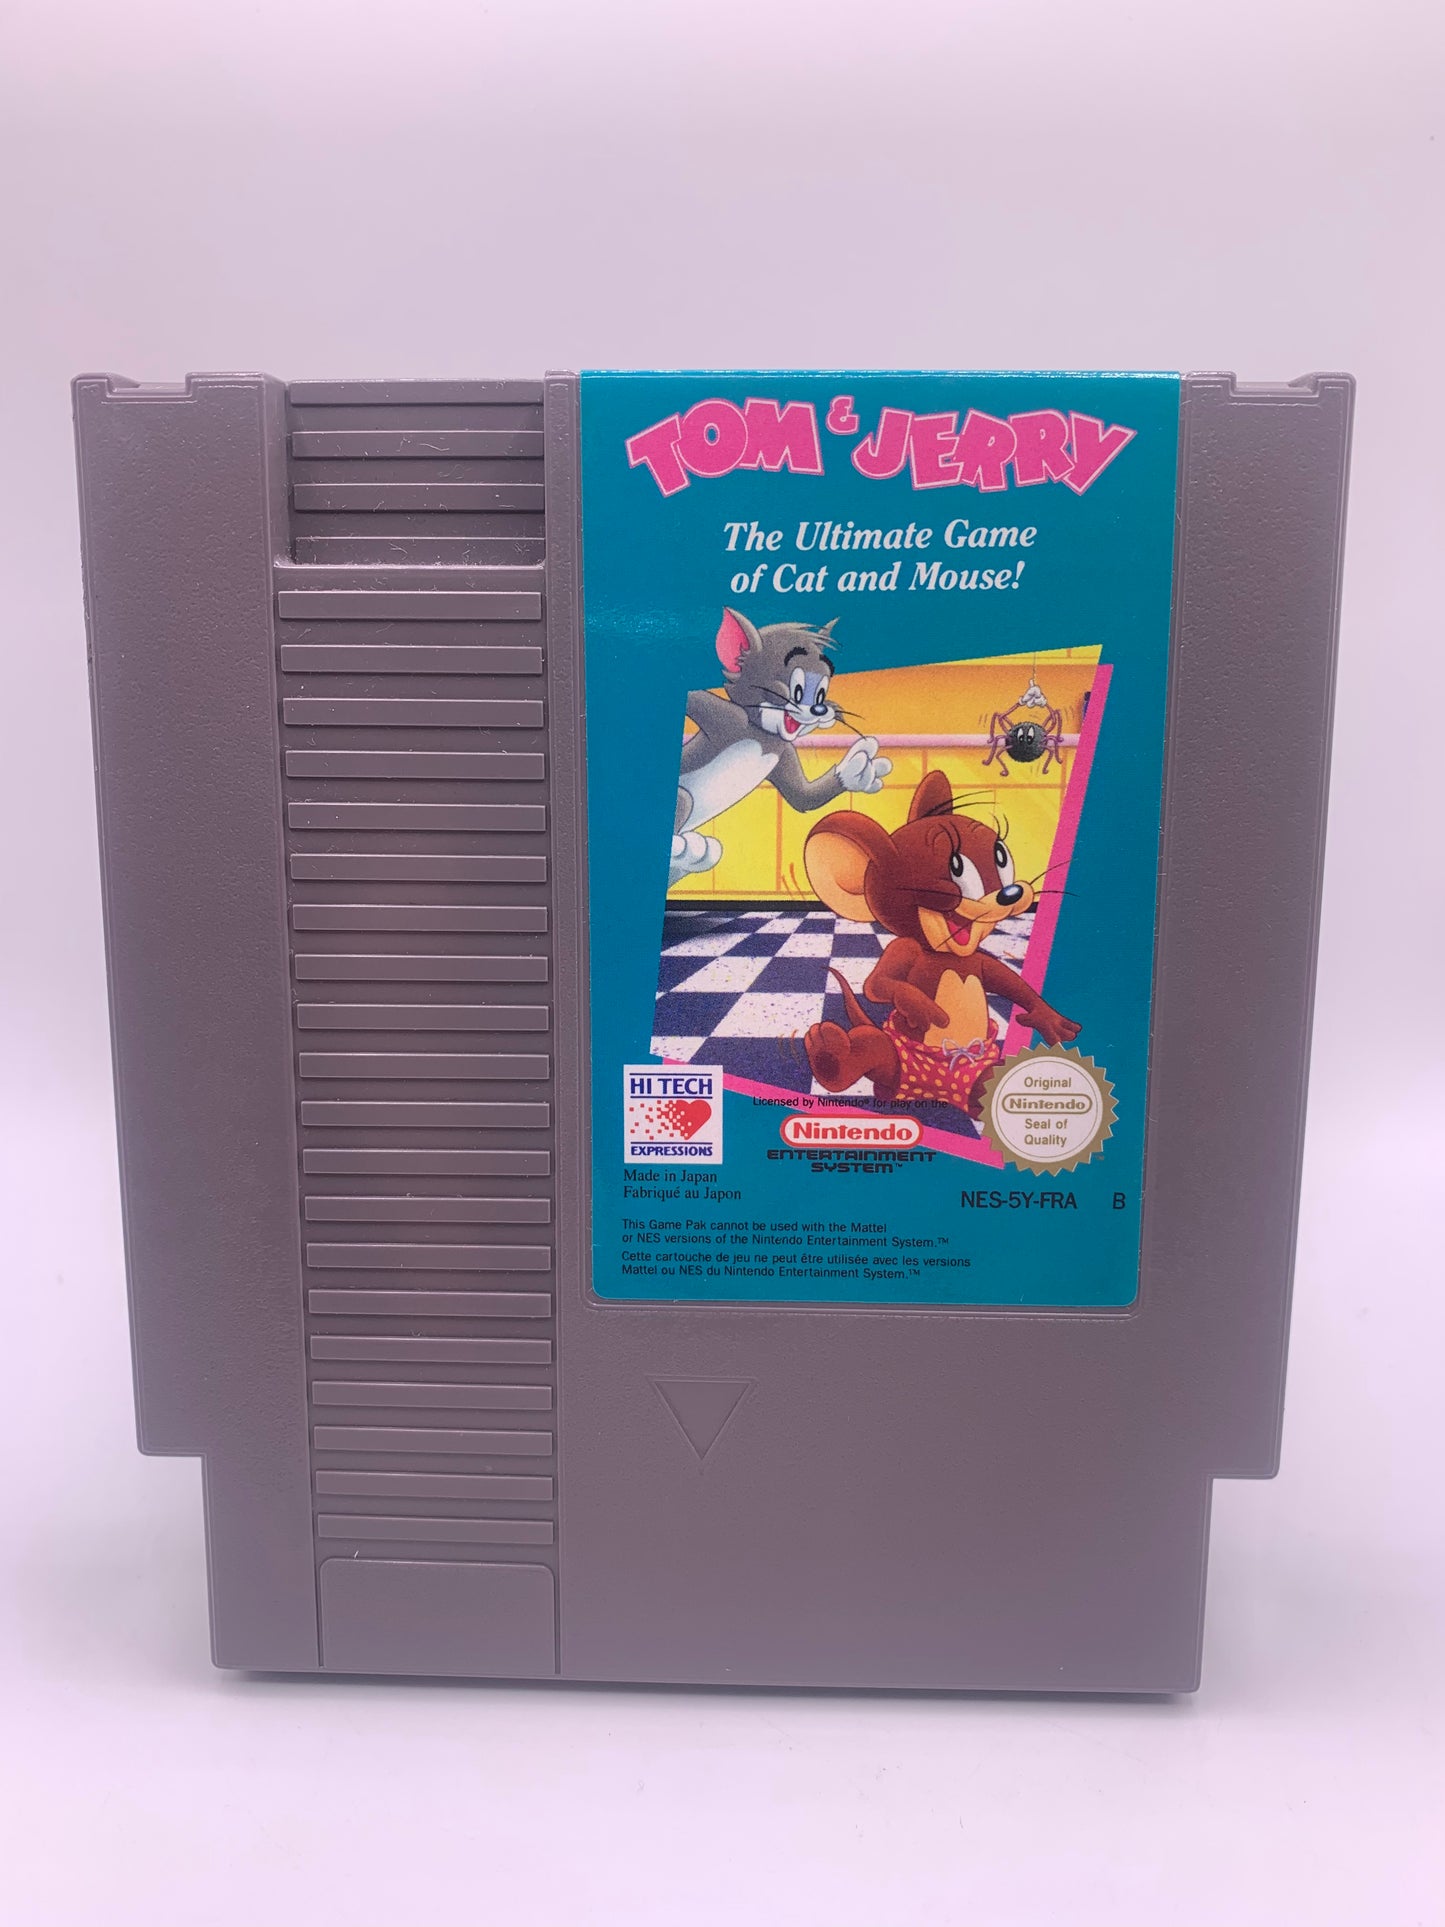 TOM & JERRY
The Ultimate Game
of Cat and Mouse!
HI TECH
EXPRESSIONS
Licensed by Nintendo® for play on the
Nintendo
ENTERTAINMENT
SYSTEM™
Original
Nintendo
Seal of
Quality
™
Made in Japan
Fabriqué au Japon
NES-5Y-FRA B
This Game Pak cannot be used with the Mattel
or NES versions of the Nintendo Entertainment System.™
Cette cartouche de jeu ne peut être utilisée avec les versions
Mattel ou NES du Nintendo Entertainment System.™